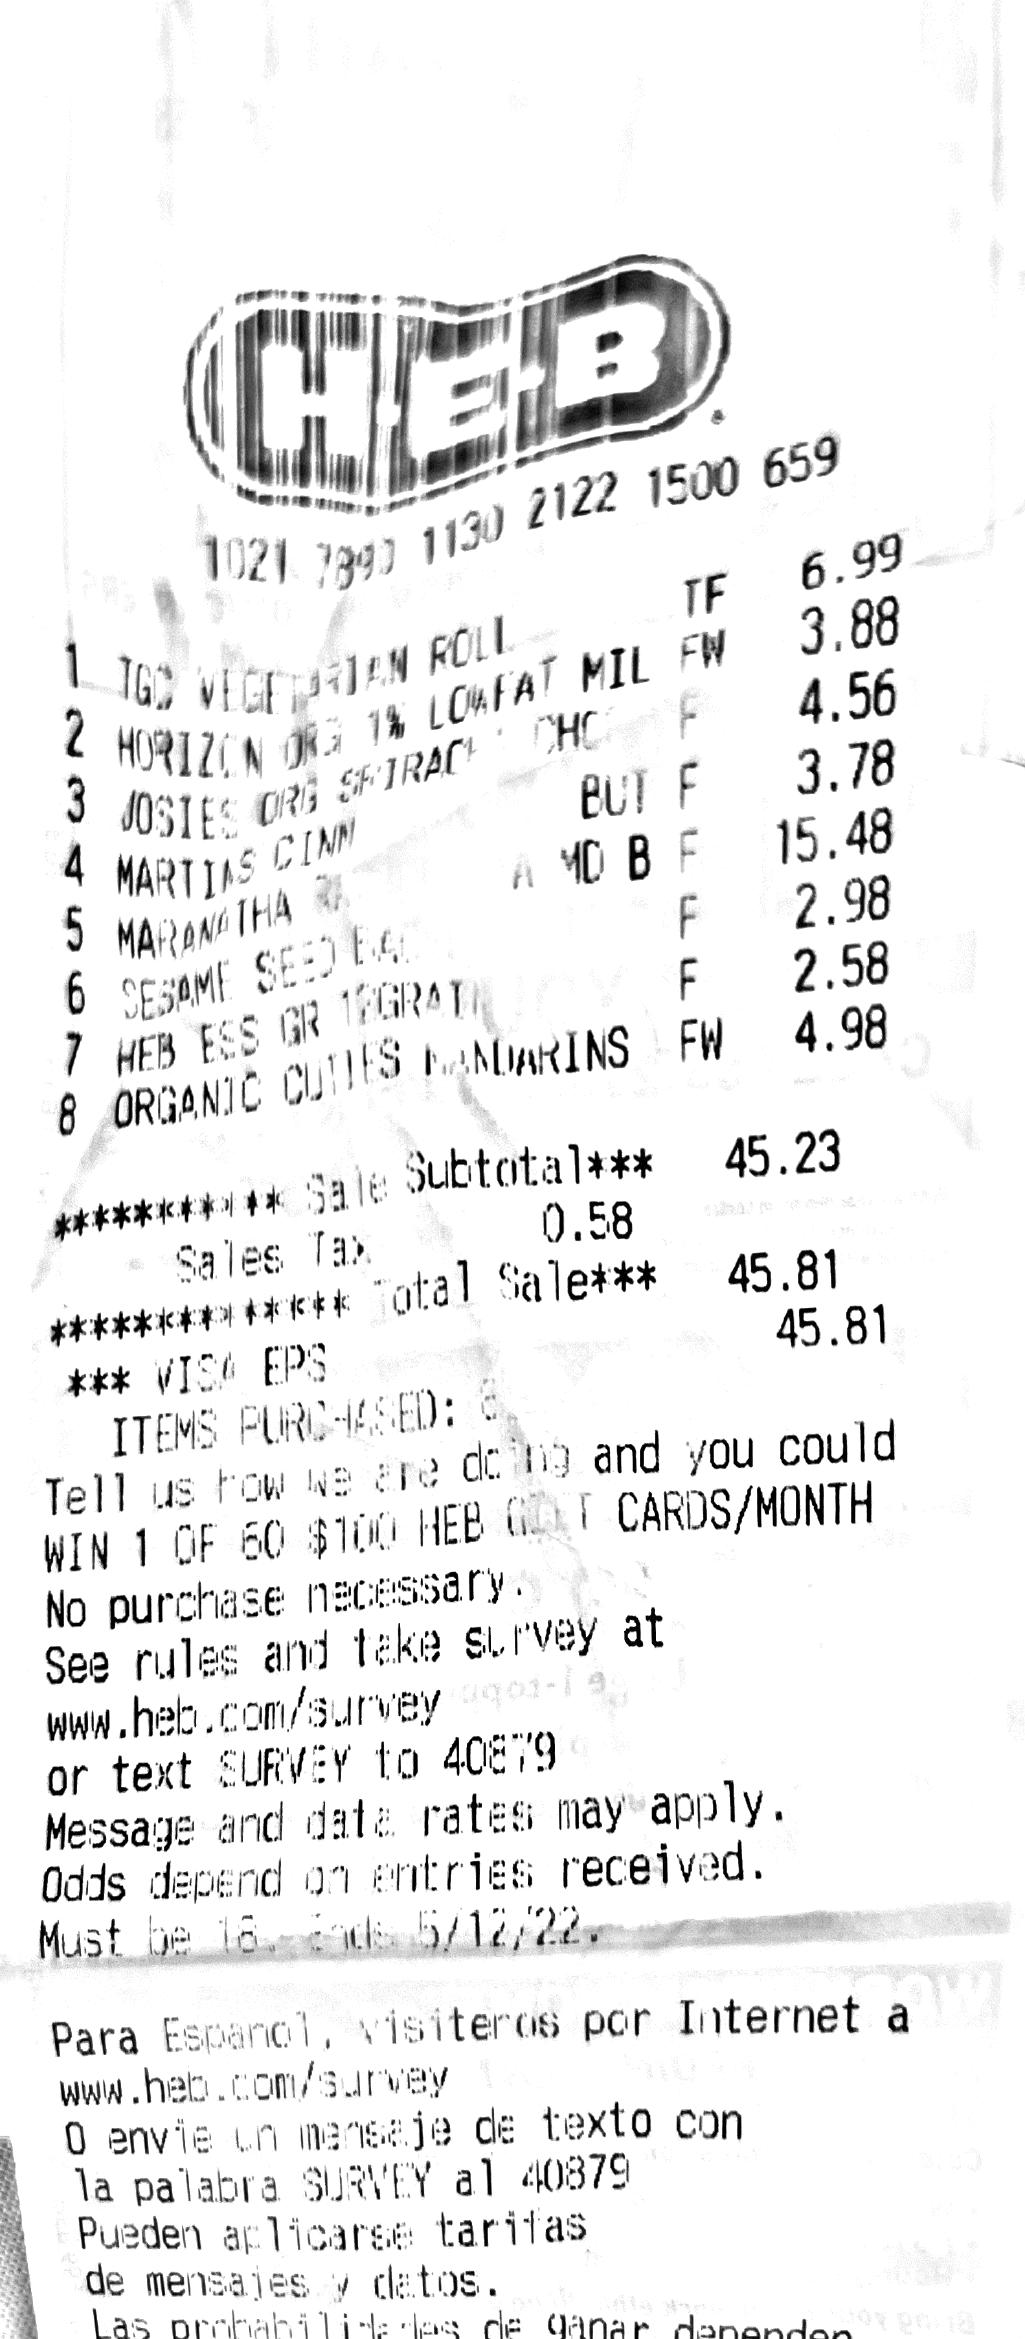 H-E-B
1021 7890 1130 2122 1500 659
1 TGC VEGETARIAN ROLL TF 6.99
2 HORIZON ORG 1% LOWFAT MIL FW 3.88
3 JOSIES ORG CHO F 4.56
4 MARTIAS CINN BUT F 3.78
5 MARANATHA B F 15.48
6 SESAME SEED F 2.98
7 HEB ESS GR F 2.58
8 ORGANIC CUTIES MANDARINS FW 4.98
*********** Sale Subtotal*** 45.23
Sales Tax 0.58
************** Total Sale*** 45.81
*** VISA EPS 45.81
ITEMS PURCHASED:
Tell us how we are doing and you could
WIN 1 OF 60 $100 HEB GIFT CARDS/MONTH
No purchase necessary.
See rules and take survey at
www.heb.com/survey
or text SURVEY to 40879
Message and data rates may apply.
Odds depend on entries received.
Must be 18. Ends 5/12/22.
Para Espanol, visiteros por Internet a
www.heb.com/survey
O envie un mensaje de texto con
la palabra SURVEY al 40879
Pueden aplicarse tarifas
de mensajes y datos.
Las probabilidades de ganar dependen